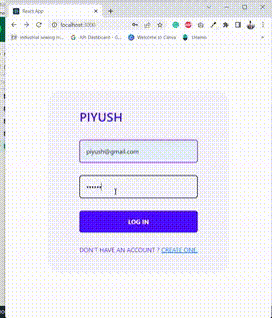 React App
localhost:3000
Industrial sewing m...
API Dashboard - G...
Welcome to Canva
PIYUSH
piyush@gmail.com
••••••
LOG IN
DON'T HAVE AN ACCOUNT ? CREATE ONE.